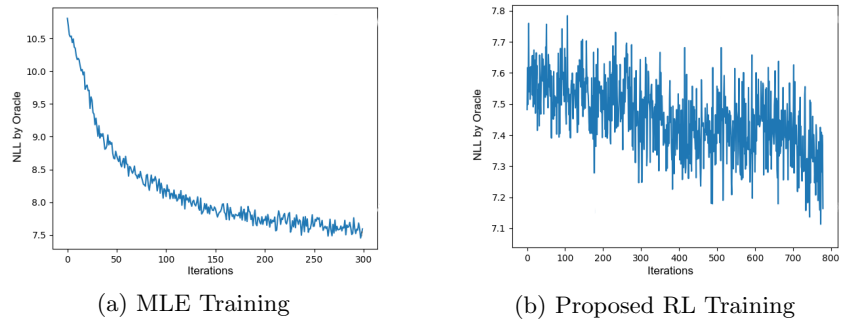 10.5
10.0
9.5
9.0
8.5
8.0
7.5
NLL by Oracle
0 50 100 150 200 250 300
Iterations
(a) MLE Training
7.8
7.7
7.6
7.5
7.4
7.3
7.2
7.1
NLL by Oracle
0 100 200 300 400 500 600 700 800
Iterations
(b) Proposed RL Training